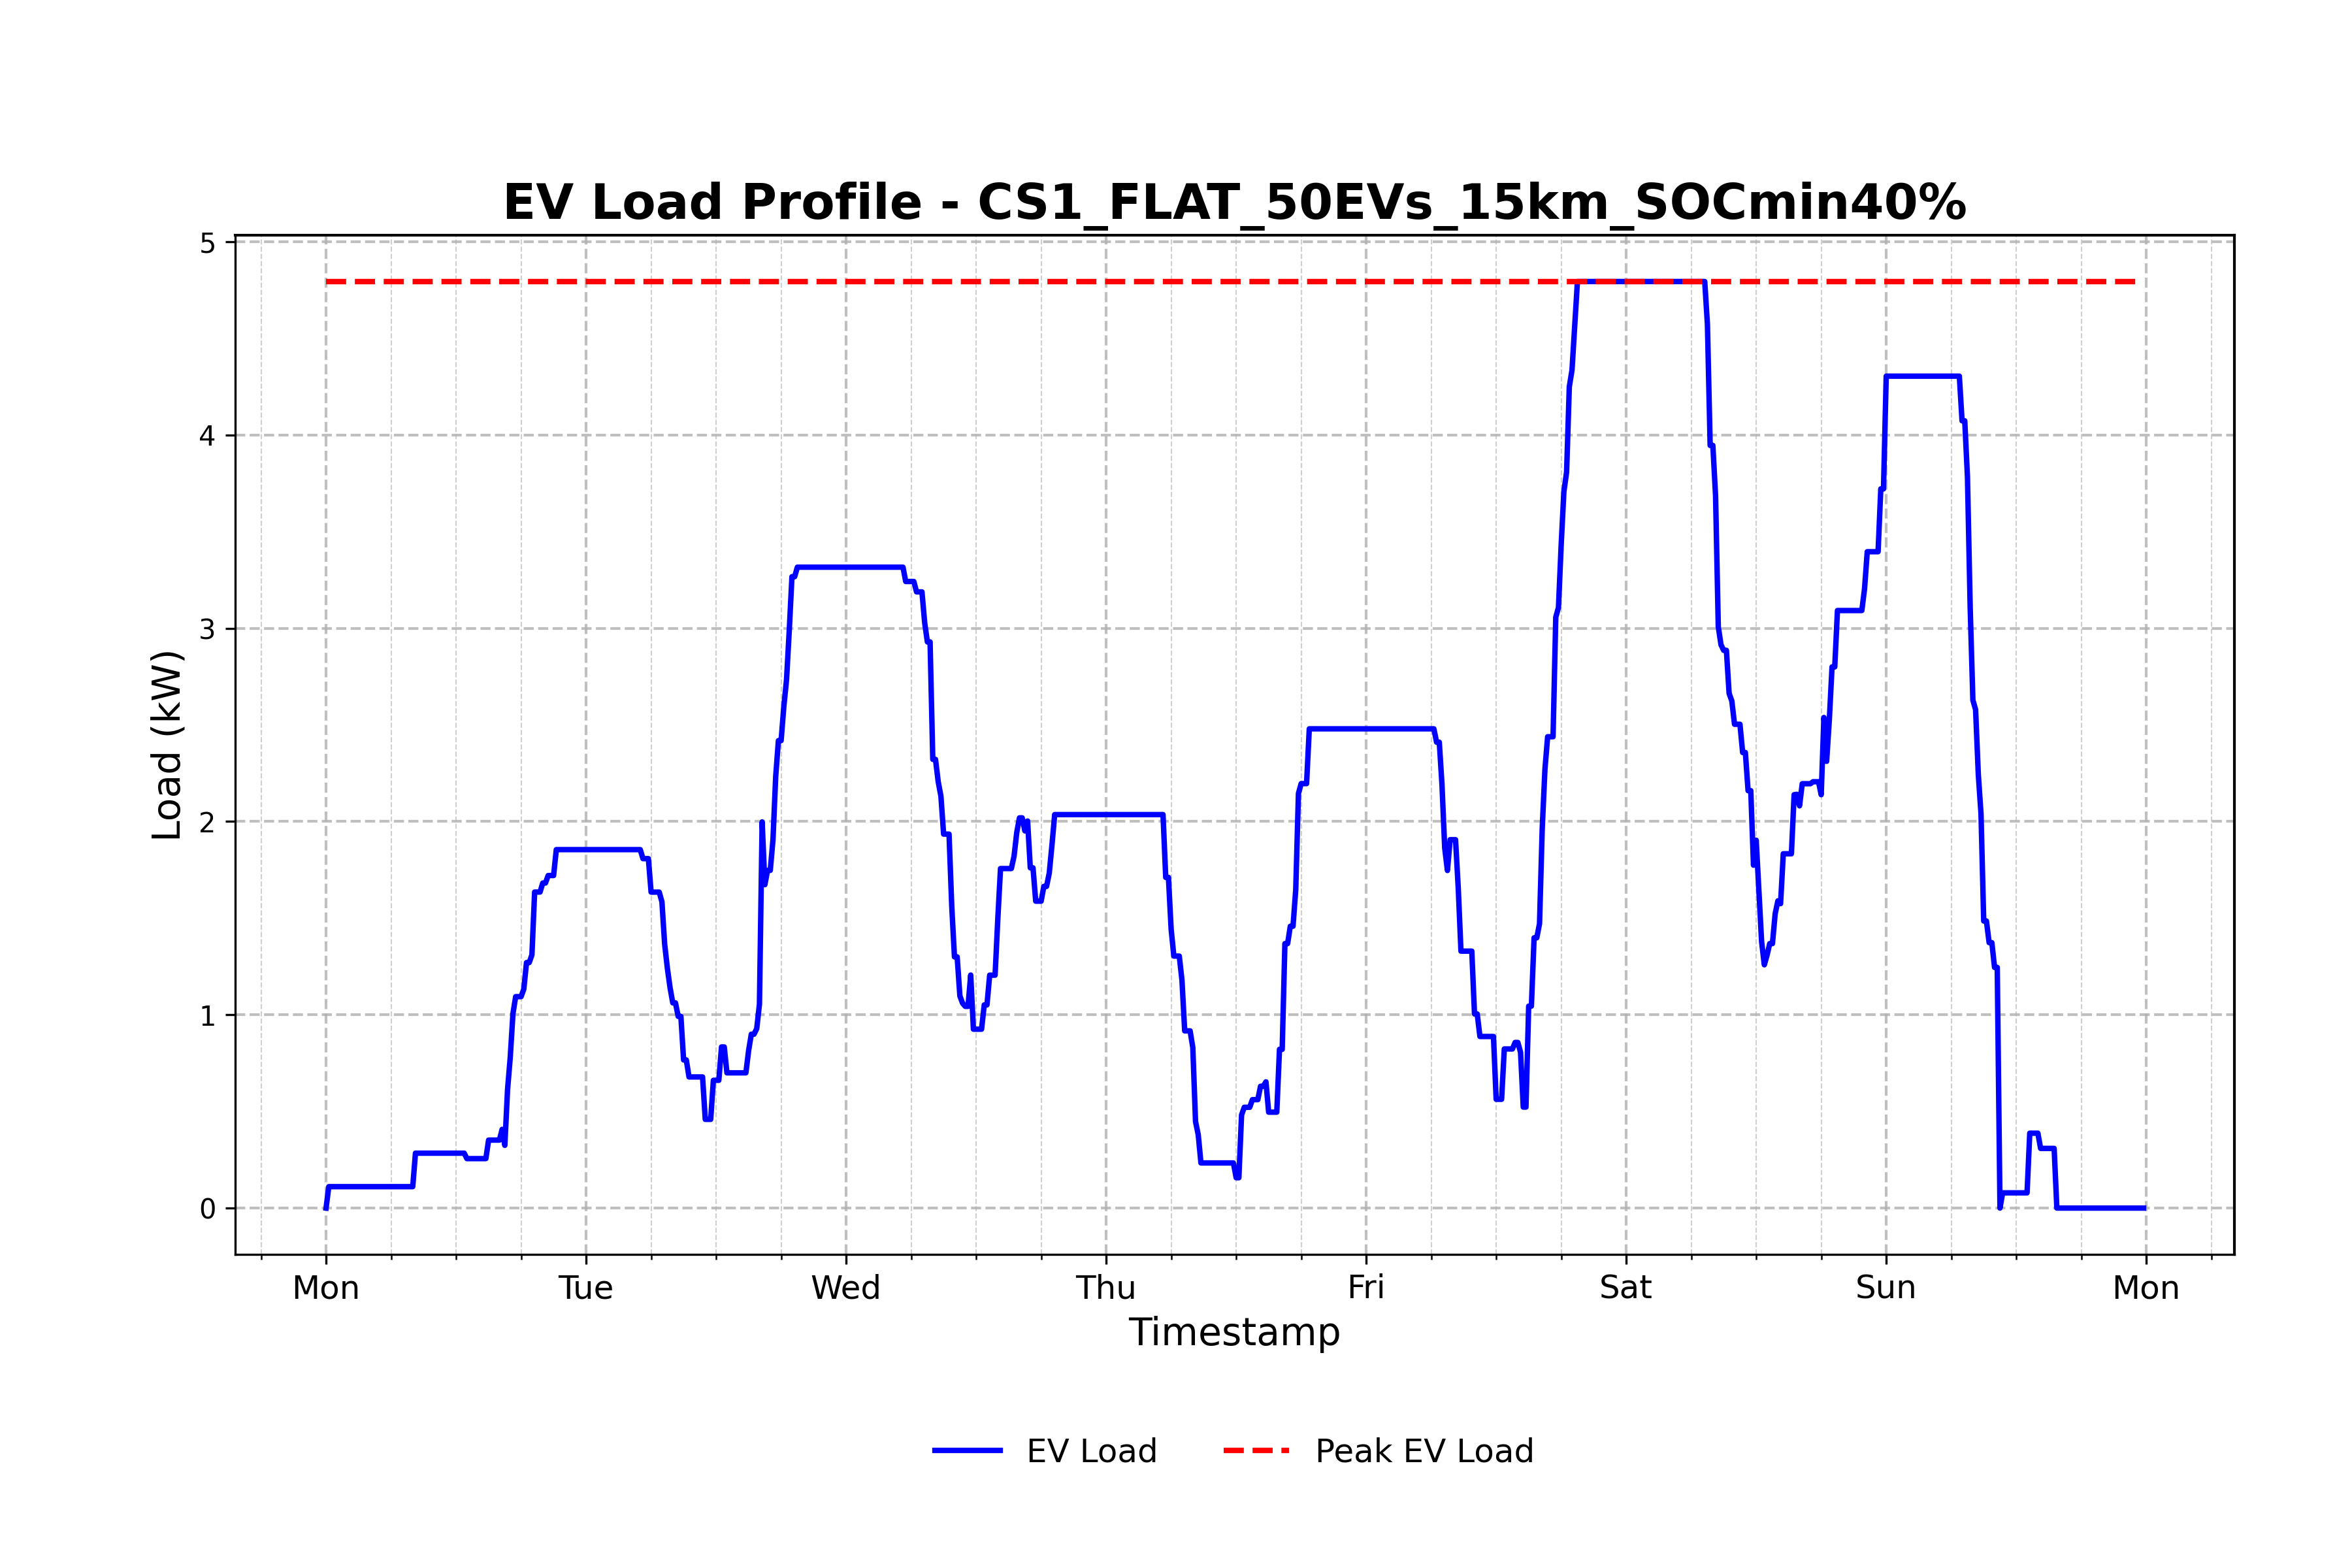 EV Load Profile - CS1_FLAT_50EVs_15km_SOCmin40%
5
4
3
2
1
0
Load (kW)
Mon Tue Wed Thu Fri Sat Sun Mon
Timestamp
EV Load Peak EV Load